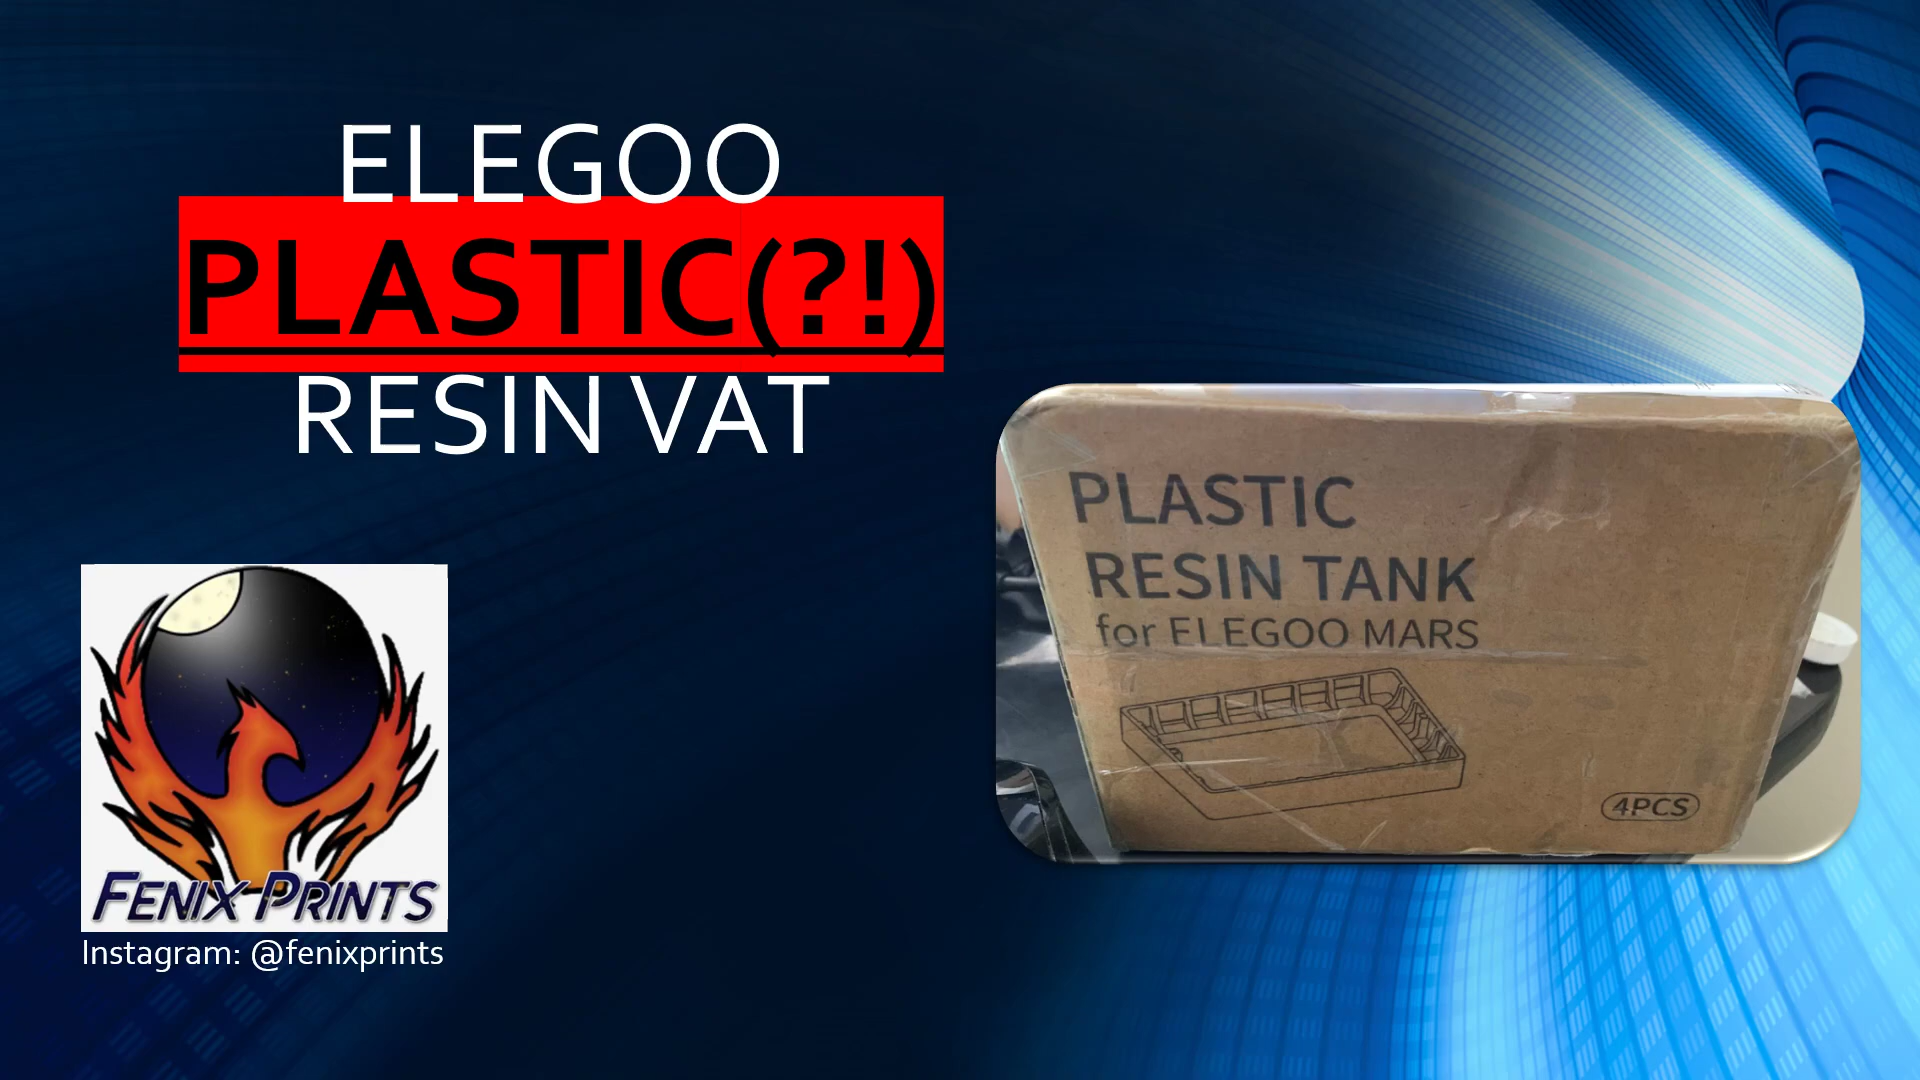 ELEGOO
PLASTIC(?!)
RESIN VAT
PLASTIC
RESIN TANK
for ELEGOO MARS
4PCS
FENIX PRINTS
Instagram: @fenixprints